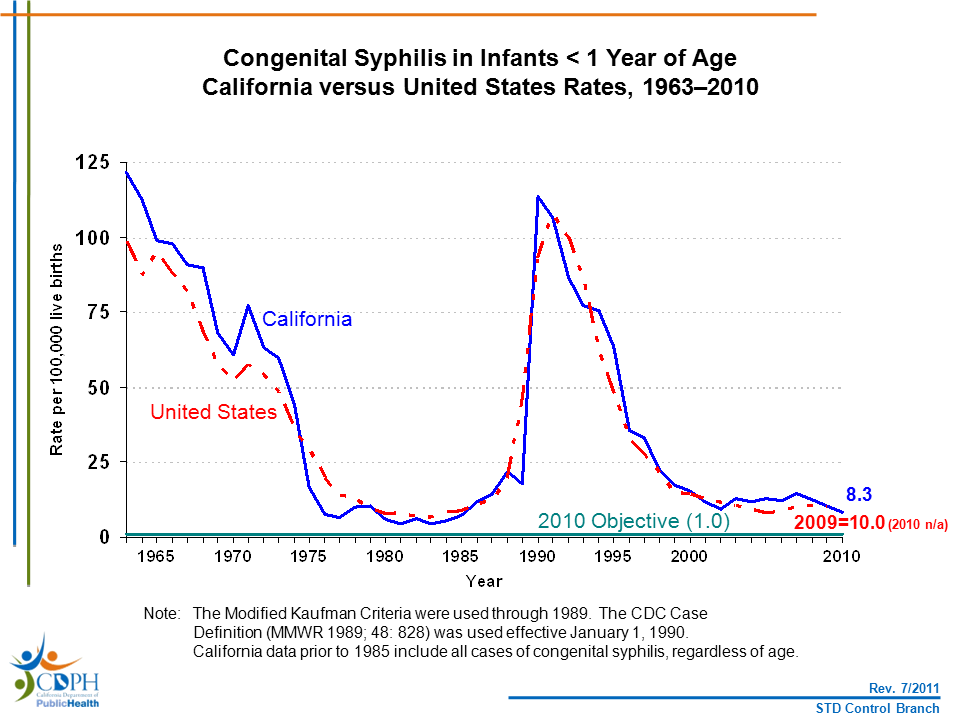 Congenital Syphilis in Infants < 1 Year of Age
California versus United States Rates, 1963–2010
Rate per 100,000 live births
125
100
75
50
25
0
California
United States
2010 Objective (1.0)
8.3
2009=10.0 (2010 n/a)
1965 1970 1975 1980 1985 1990 1995 2000 2010
Year
Note: The Modified Kaufman Criteria were used through 1989. The CDC Case
Definition (MMWR 1989; 48: 828) was used effective January 1, 1990.
California data prior to 1985 include all cases of congenital syphilis, regardless of age.
CDPH
California Department of
PublicHealth
Rev. 7/2011
STD Control Branch